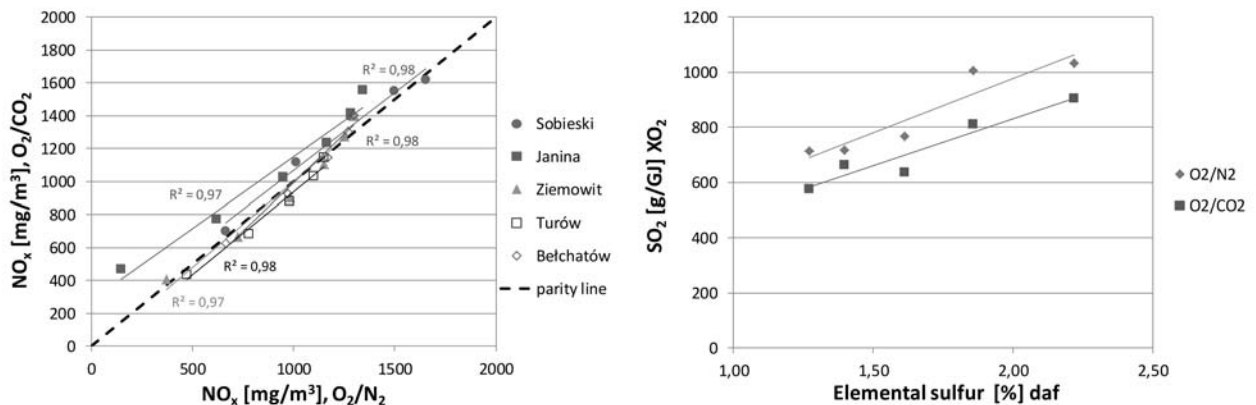 NOₓ [mg/m³], O₂/CO₂
2000
1800
1600
1400
1200
1000
800
600
400
200
0
0
500
1000
1500
2000
NOₓ [mg/m³], O₂/N₂
R² = 0,98
R² = 0,98
R² = 0,97
R² = 0,98
R² = 0,97
Sobieski
Janina
Ziemowit
Turów
Bełchatów
parity line
SO₂ [g/GJ] XO₂
1200
1000
800
600
400
200
0
1,00
1,50
2,00
2,50
Elemental sulfur [%] daf
O2/N2
O2/CO2